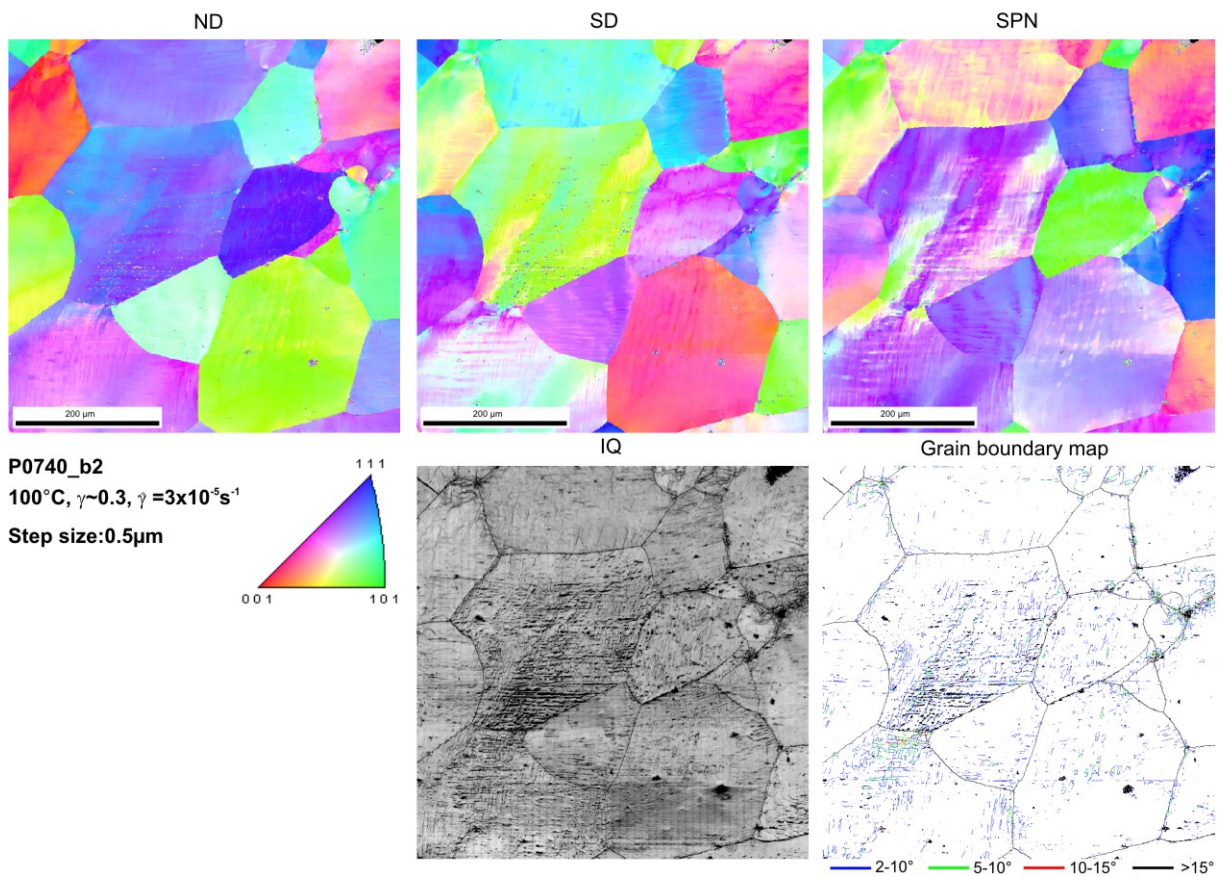 ND
SD
SPN
200 µm
200 µm
200 µm
P0740_b2
100°C, γ~0.3, γ̇ =3x10⁻⁵s⁻¹
Step size:0.5µm
1 1 1
0 0 1
1 0 1
IQ
Grain boundary map
2-10°
5-10°
10-15°
>15°